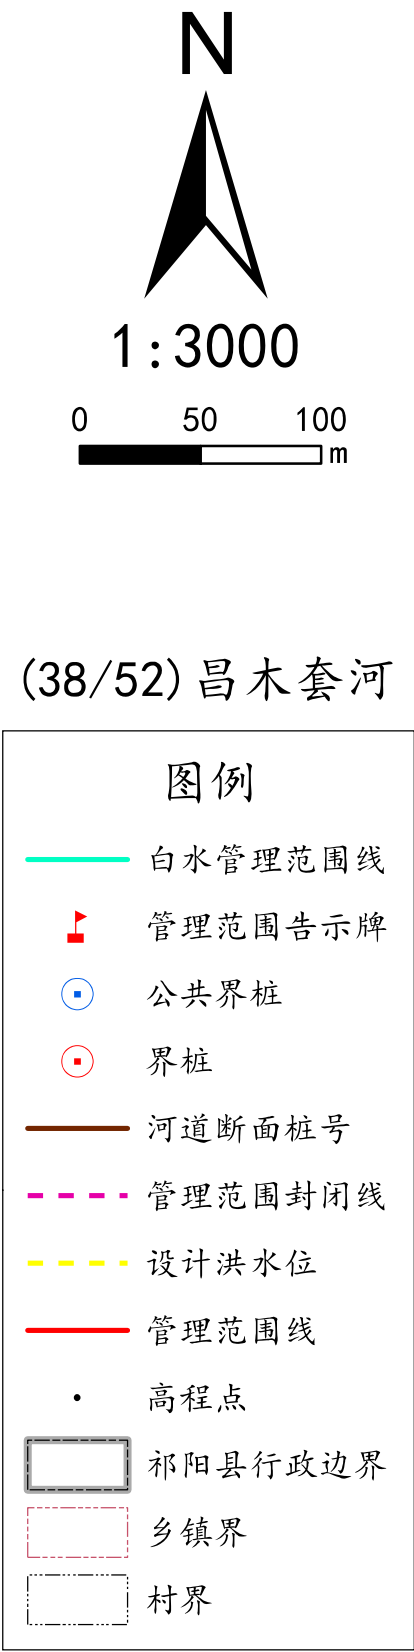 N
1:3000
0 50 100
m
(38/52)昌木套河
图例
白水管理范围线
管理范围告示牌
公共界桩
界桩
河道断面桩号
管理范围封闭线
设计洪水位
管理范围线
高程点
祁阳县行政边界
乡镇界
村界